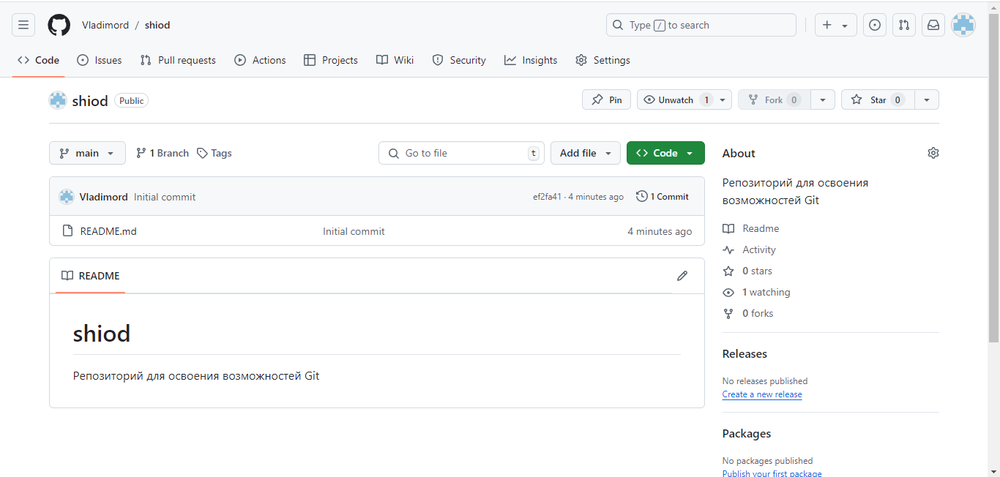 Vladimord / shiod
Type / to search
Code Issues Pull requests Actions Projects Wiki Security Insights Settings
shiod Public
Pin Unwatch 1 Fork 0 Star 0
main 1 Branch Tags Go to file t Add file Code
Vladimord Initial commit ef2fa41 · 4 minutes ago 1 Commit
README.md Initial commit 4 minutes ago
README
shiod
Репозиторий для освоения возможностей Git
About
Репозиторий для освоения
возможностей Git
Readme
Activity
0 stars
1 watching
0 forks
Releases
No releases published
Create a new release
Packages
No packages published
Publish your first package